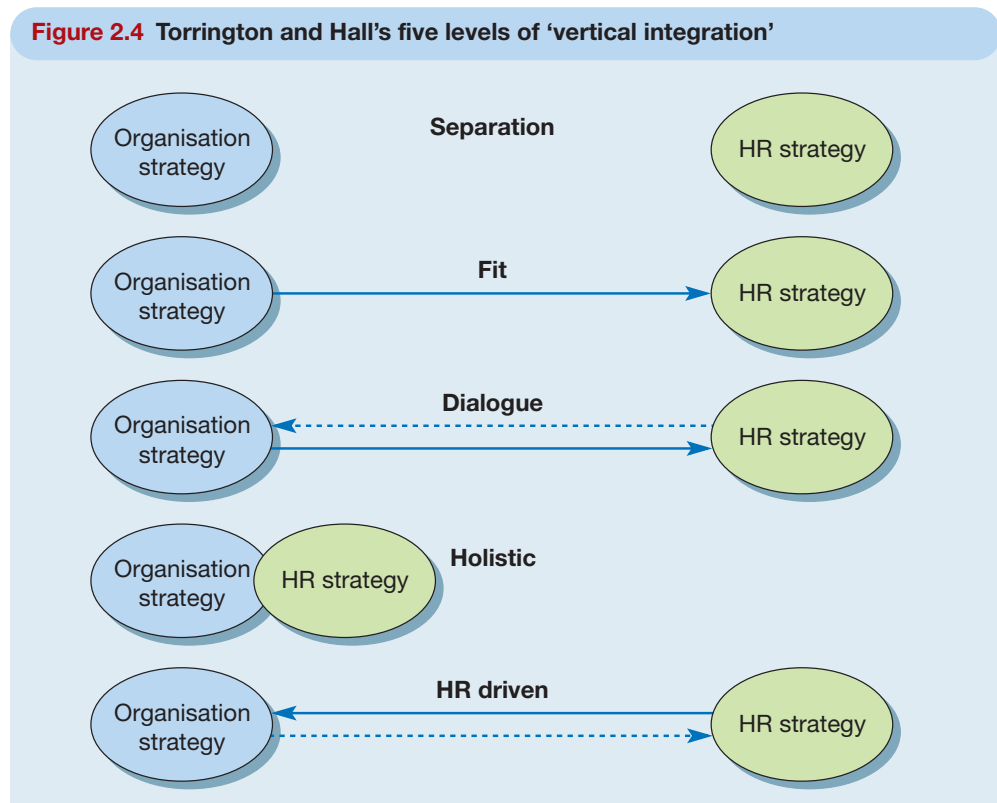 Figure 2.4 Torrington and Hall’s five levels of ‘vertical integration’
Organisation
strategy
Separation
HR strategy
Organisation
strategy
Fit
HR strategy
Organisation
strategy
Dialogue
HR strategy
Organisation
strategy
HR strategy
Holistic
Organisation
strategy
HR driven
HR strategy